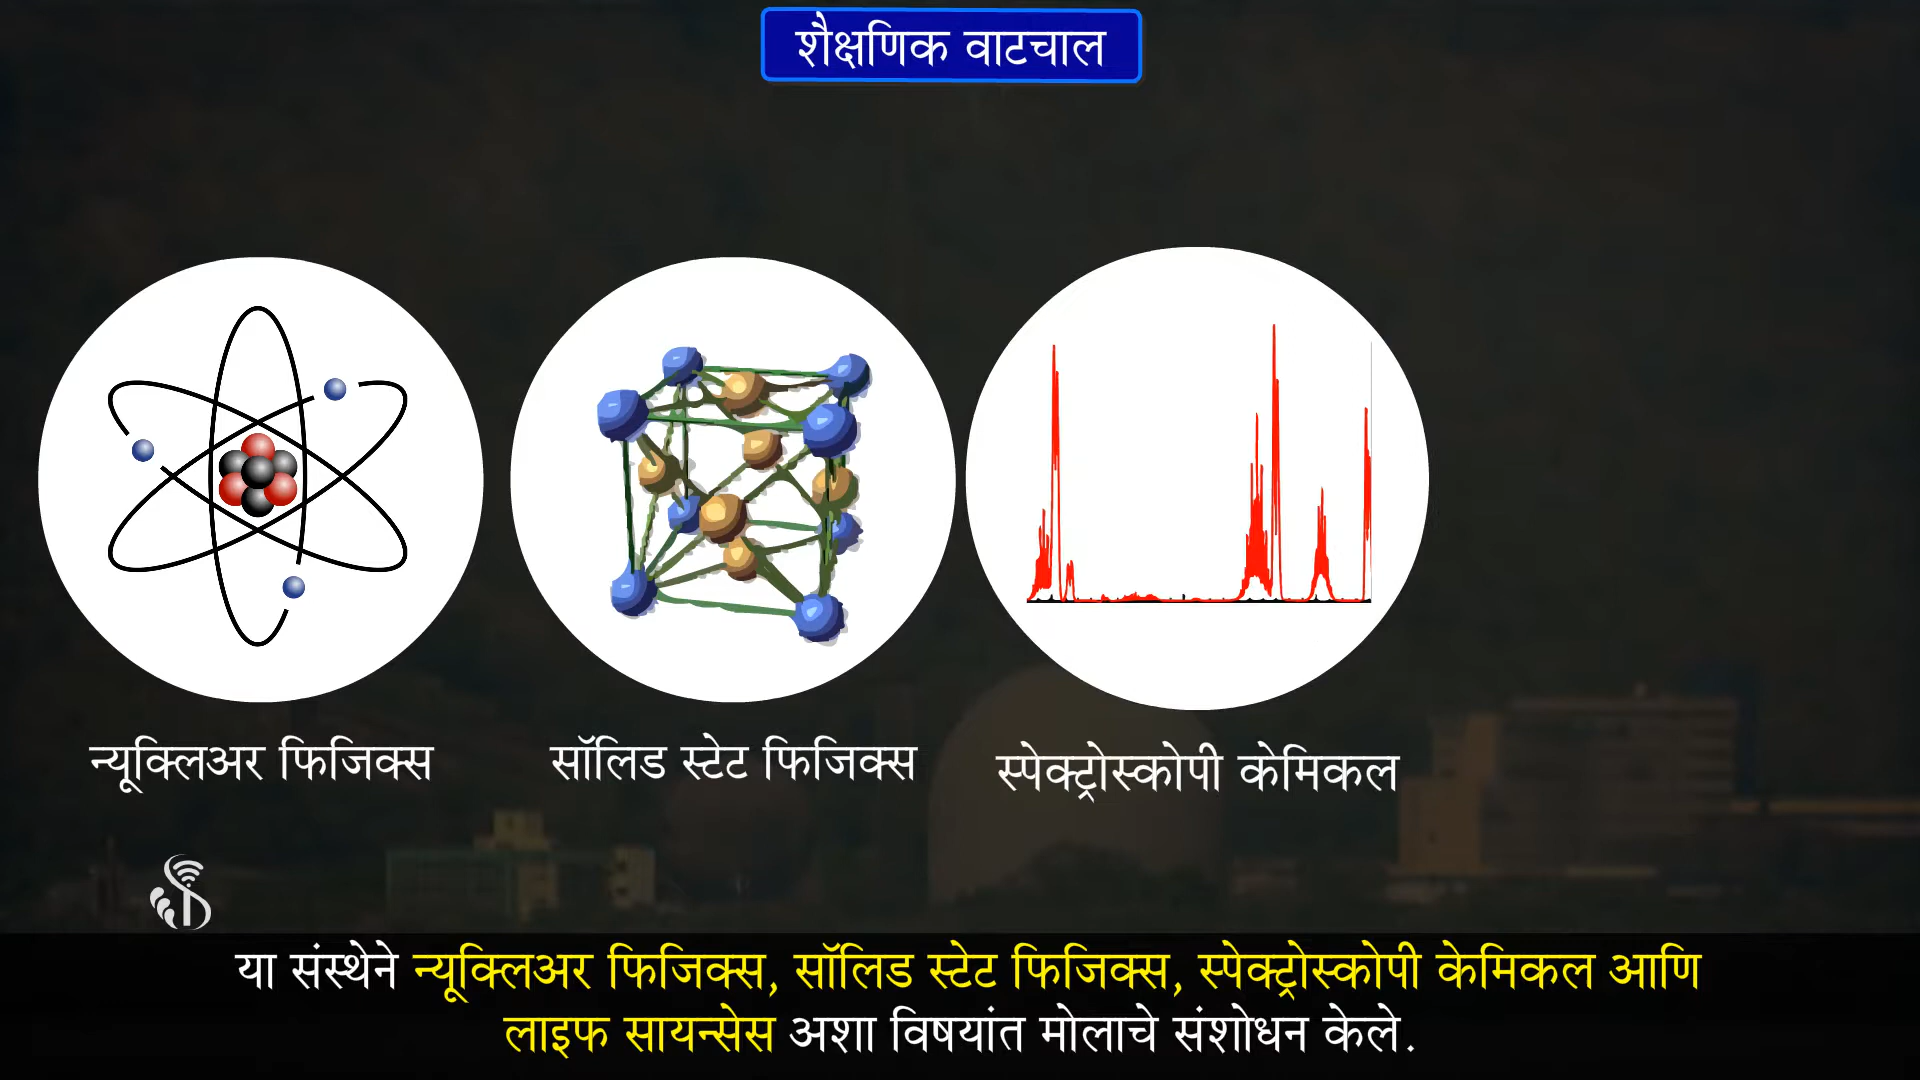 शैक्षणिक वाटचाल
न्यूक्लिअर फिजिक्स
सॉलिड स्टेट फिजिक्स
स्पेक्ट्रोस्कोपी केमिकल
या संस्थेने न्यूक्लिअर फिजिक्स, सॉलिड स्टेट फिजिक्स, स्पेक्ट्रोस्कोपी केमिकल आणि
लाइफ सायन्सेस अशा विषयांत मोलाचे संशोधन केले.